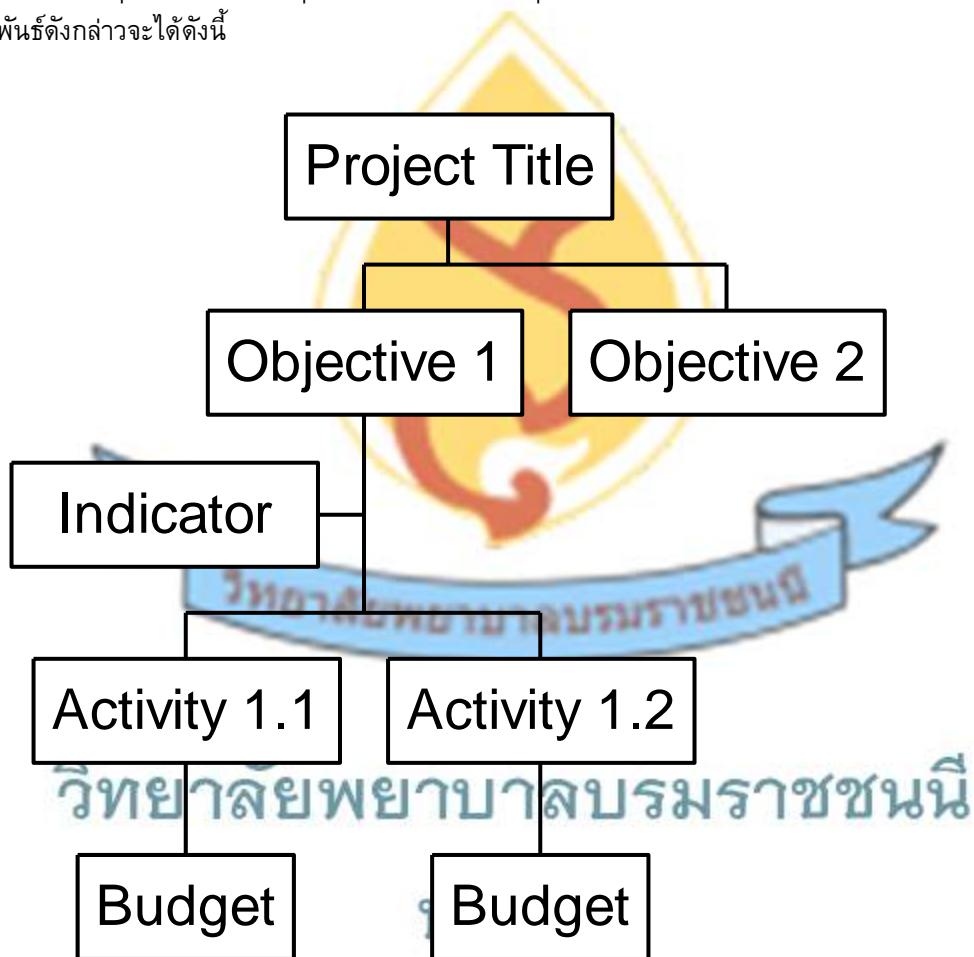 พันธ์ดังกล่าวจะได้ดังนี้
Project Title
Objective 1
Objective 2
Indicator
วิทยาลัยพยาบาลบรมราชชนนี
Activity 1.1
Activity 1.2
วิทยาลัยพยาบาลบรมราชชนนี
Budget
Budget